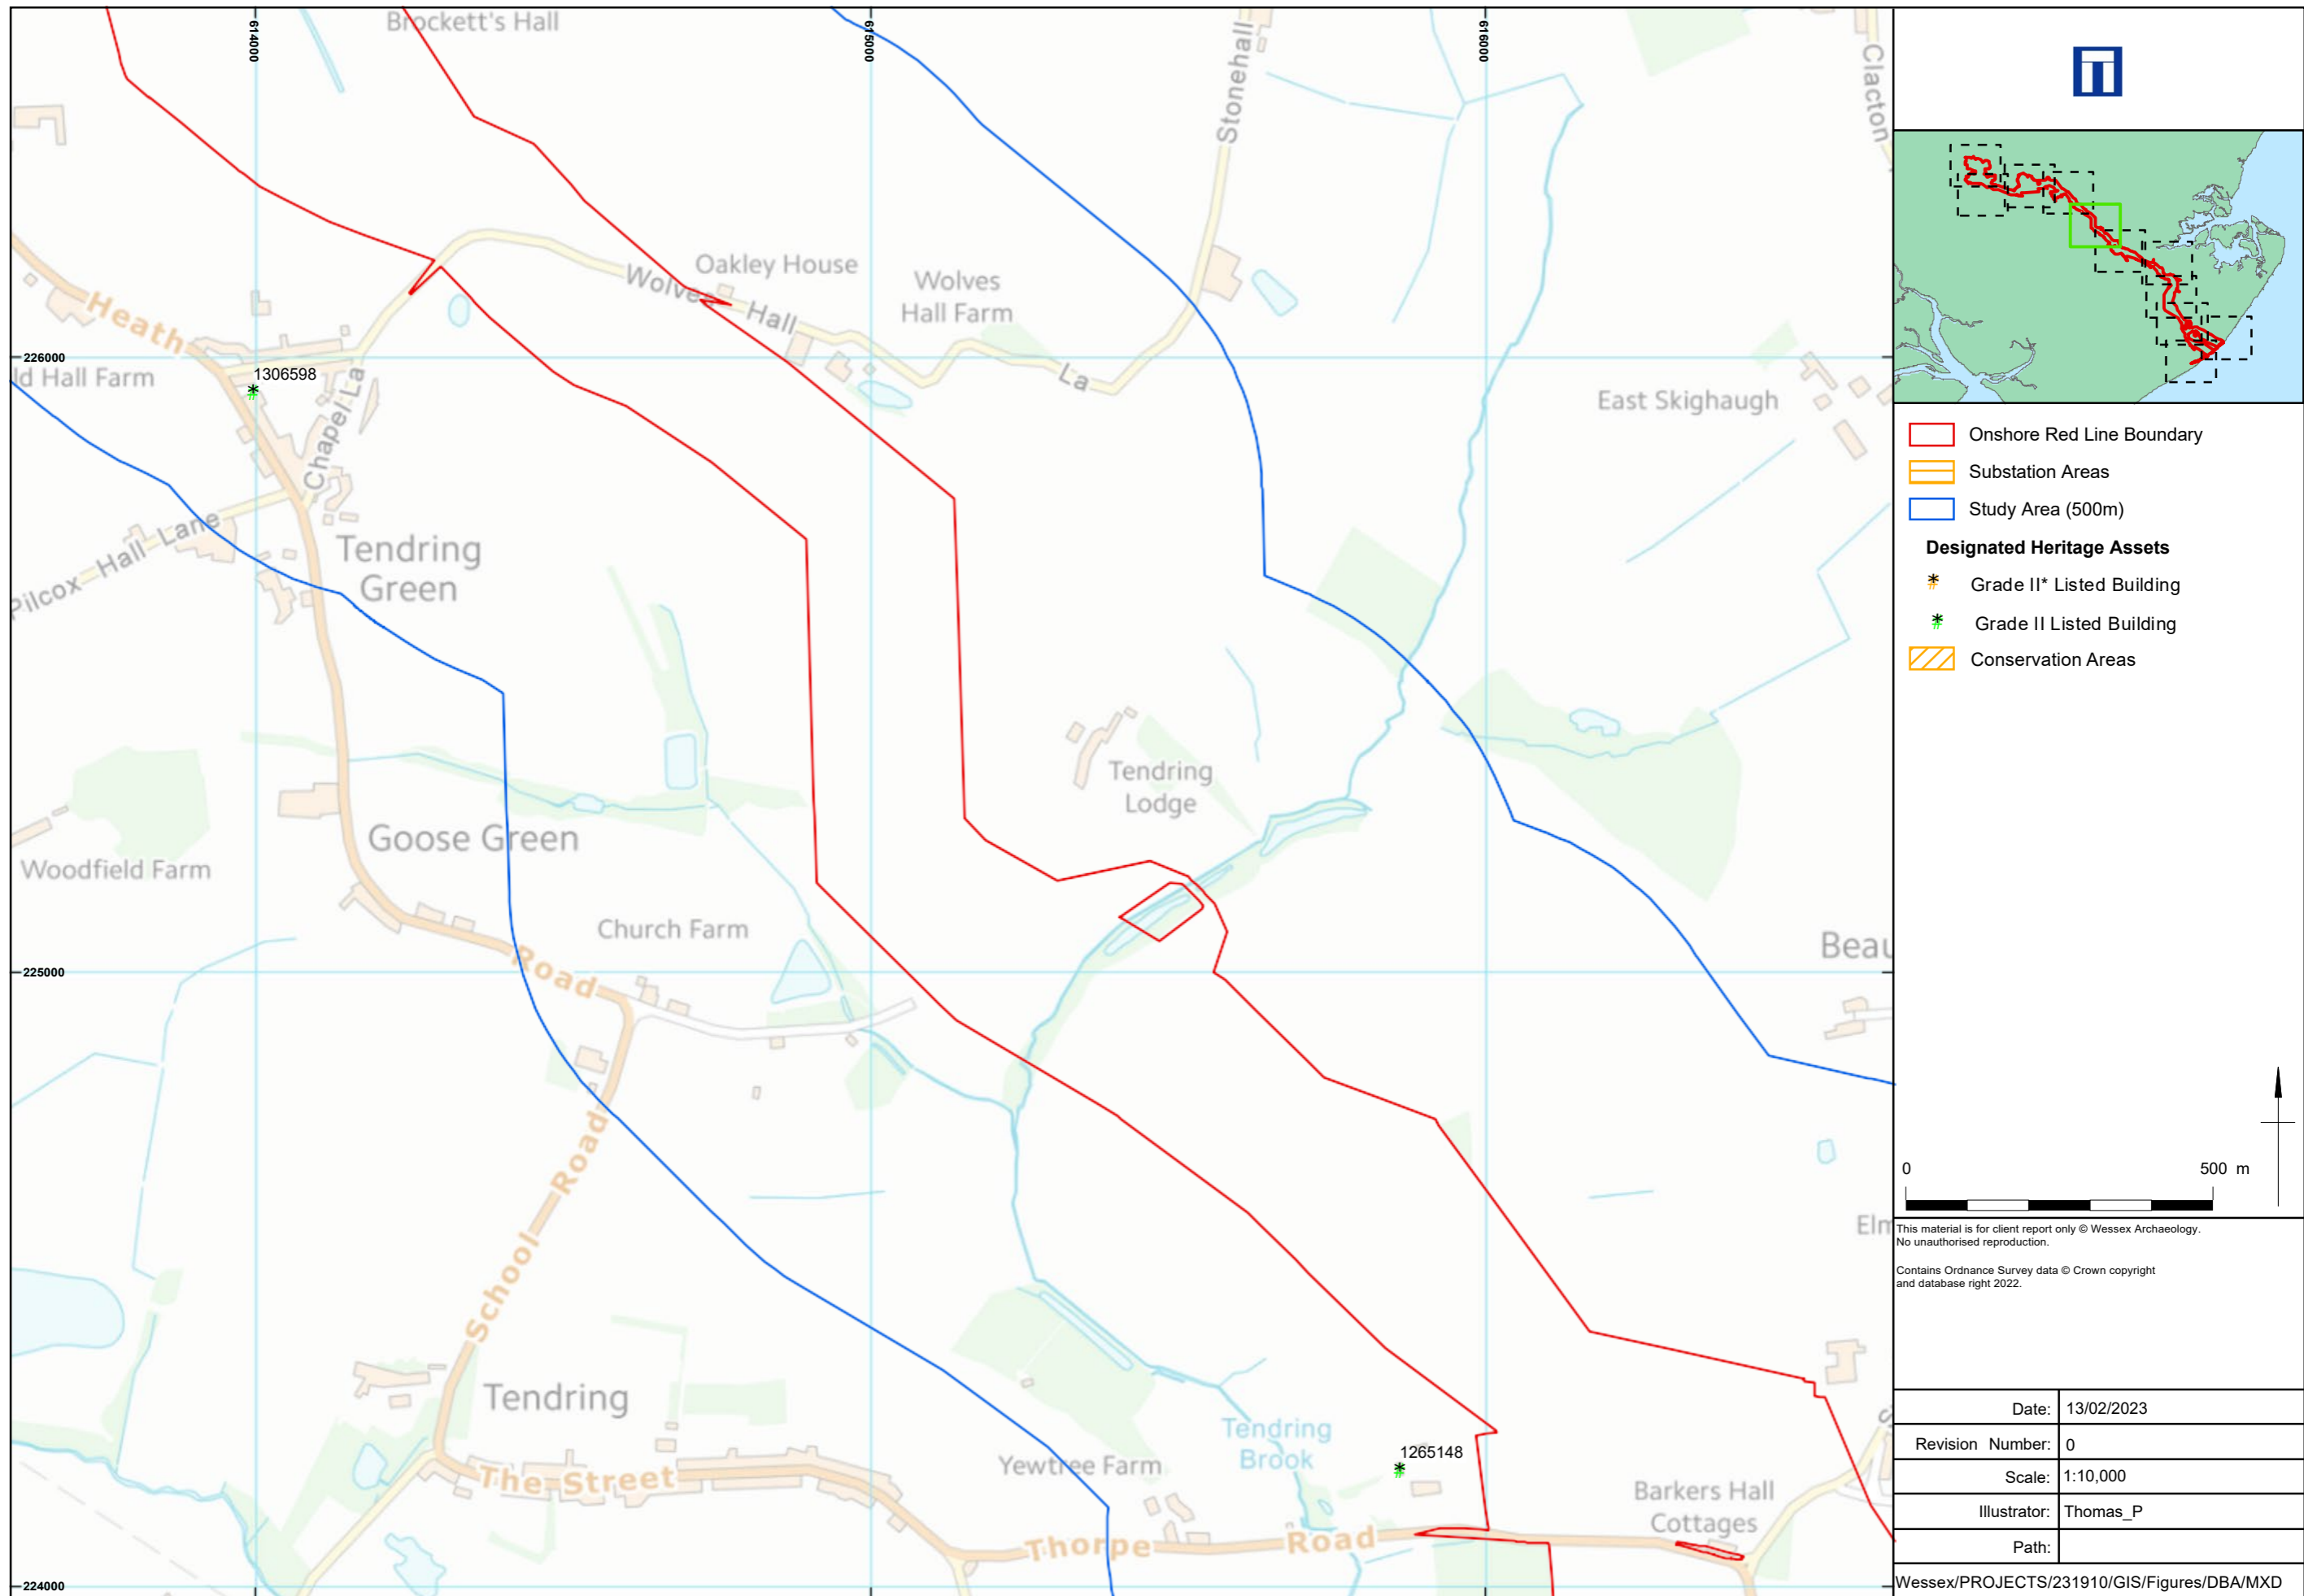 Brockett's Hall
614000
615000
616000
Stonehall
Clacton
Oakley House
Wolves Hall La
Wolves
Hall Farm
Heath
226000
ld Hall Farm
1306598
Chapel La
East Skighaugh
Pilcox Hall Lane
Tendring
Green
Tendring
Lodge
Goose Green
Woodfield Farm
Church Farm
Road
Beau
225000
School Road
Elm
Tendring
Tendring
Brook
1265148
Yewtree Farm
The Street
Barkers Hall
Cottages
Thorpe Road
224000
Onshore Red Line Boundary
Substation Areas
Study Area (500m)
Designated Heritage Assets
Grade II* Listed Building
Grade II Listed Building
Conservation Areas
0 500 m
This material is for client report only © Wessex Archaeology.
No unauthorised reproduction.
Contains Ordnance Survey data © Crown copyright
and database right 2022.
Date: 13/02/2023
Revision Number: 0
Scale: 1:10,000
Illustrator: Thomas_P
Path:
Wessex/PROJECTS/231910/GIS/Figures/DBA/MXD